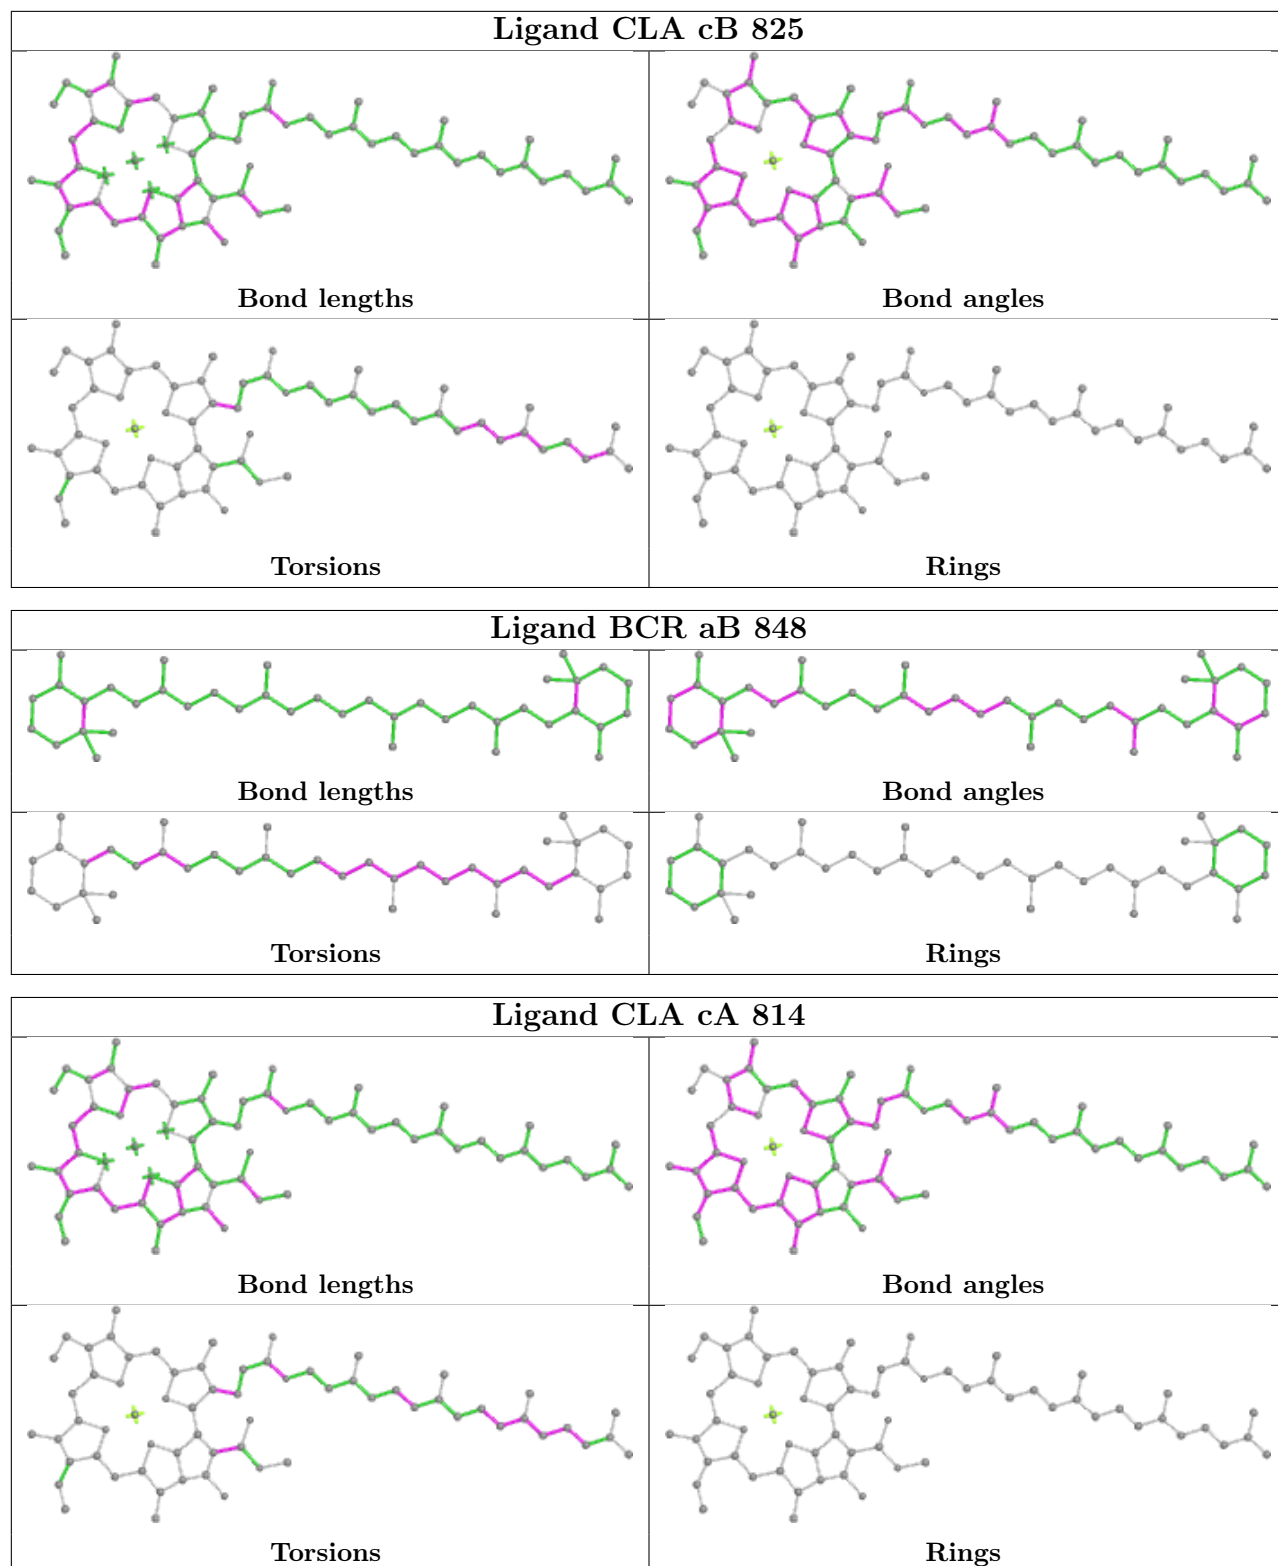 Ligand CLA cB 825
Bond lengths
Bond angles
Torsions
Rings
Ligand BCR aB 848
Bond lengths
Bond angles
Torsions
Rings
Ligand CLA cA 814
Bond lengths
Bond angles
Torsions
Rings